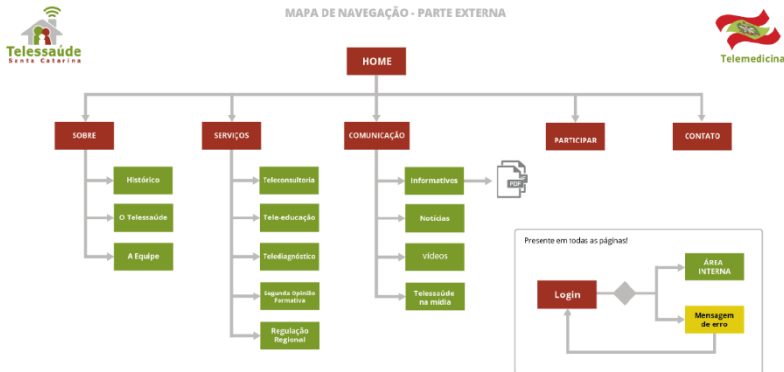 MAPA DE NAVEGAÇÃO - PARTE EXTERNA
Telessaúde
Santa Catarina
Telemedicina
HOME
SOBRE
SERVIÇOS
COMUNICAÇÃO
PARTICIPAR
CONTATO
Histórico
O Telessaúde
A Equipe
Teleconsultoria
Tele-educação
Telediagnóstico
Segunda Opinião
Formativa
Regulação
Regional
Informativos
PDF
Notícias
vídeos
Telessaúde
na mídia
Presente em todas as páginas!
Login
ÁREA
INTERNA
Mensagem
de erro